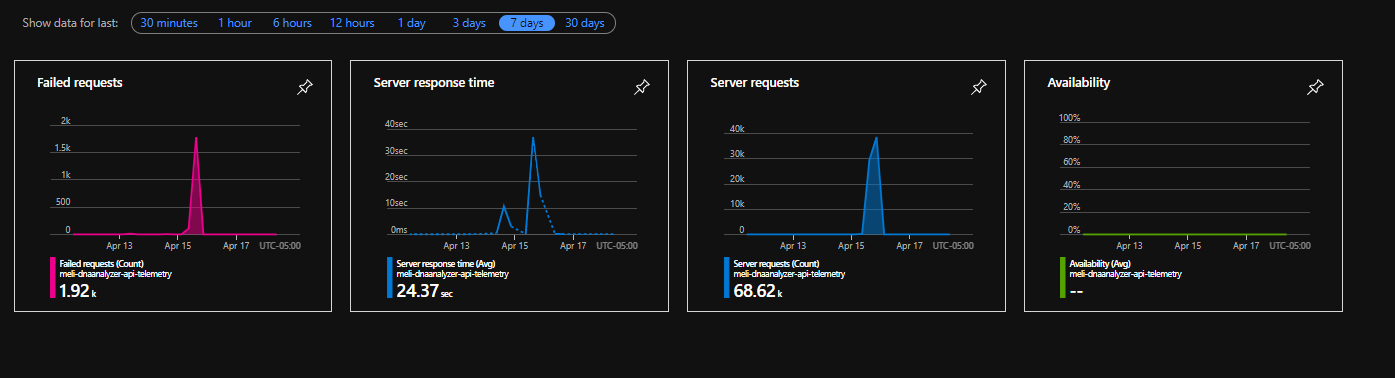 Show data for last: 30 minutes 1 hour 6 hours 12 hours 1 day 3 days 7 days 30 days
Failed requests
2k
1.5k
1k
500
0
Apr 13 Apr 15 Apr 17 UTC-05:00
Failed requests (Count)
meli-dnaanalyzer-api-telemetry
1.92 k
Server response time
40sec
30sec
20sec
10sec
0ms
Apr 13 Apr 15 Apr 17 UTC-05:00
Server response time (Avg)
meli-dnaanalyzer-api-telemetry
24.37 sec
Server requests
40k
30k
20k
10k
0
Apr 13 Apr 15 Apr 17 UTC-05:00
Server requests (Count)
meli-dnaanalyzer-api-telemetry
68.62 k
Availability
100%
80%
60%
40%
20%
0%
Apr 13 Apr 15 Apr 17 UTC-05:00
Availability (Avg)
meli-dnaanalyzer-api-telemetry
--